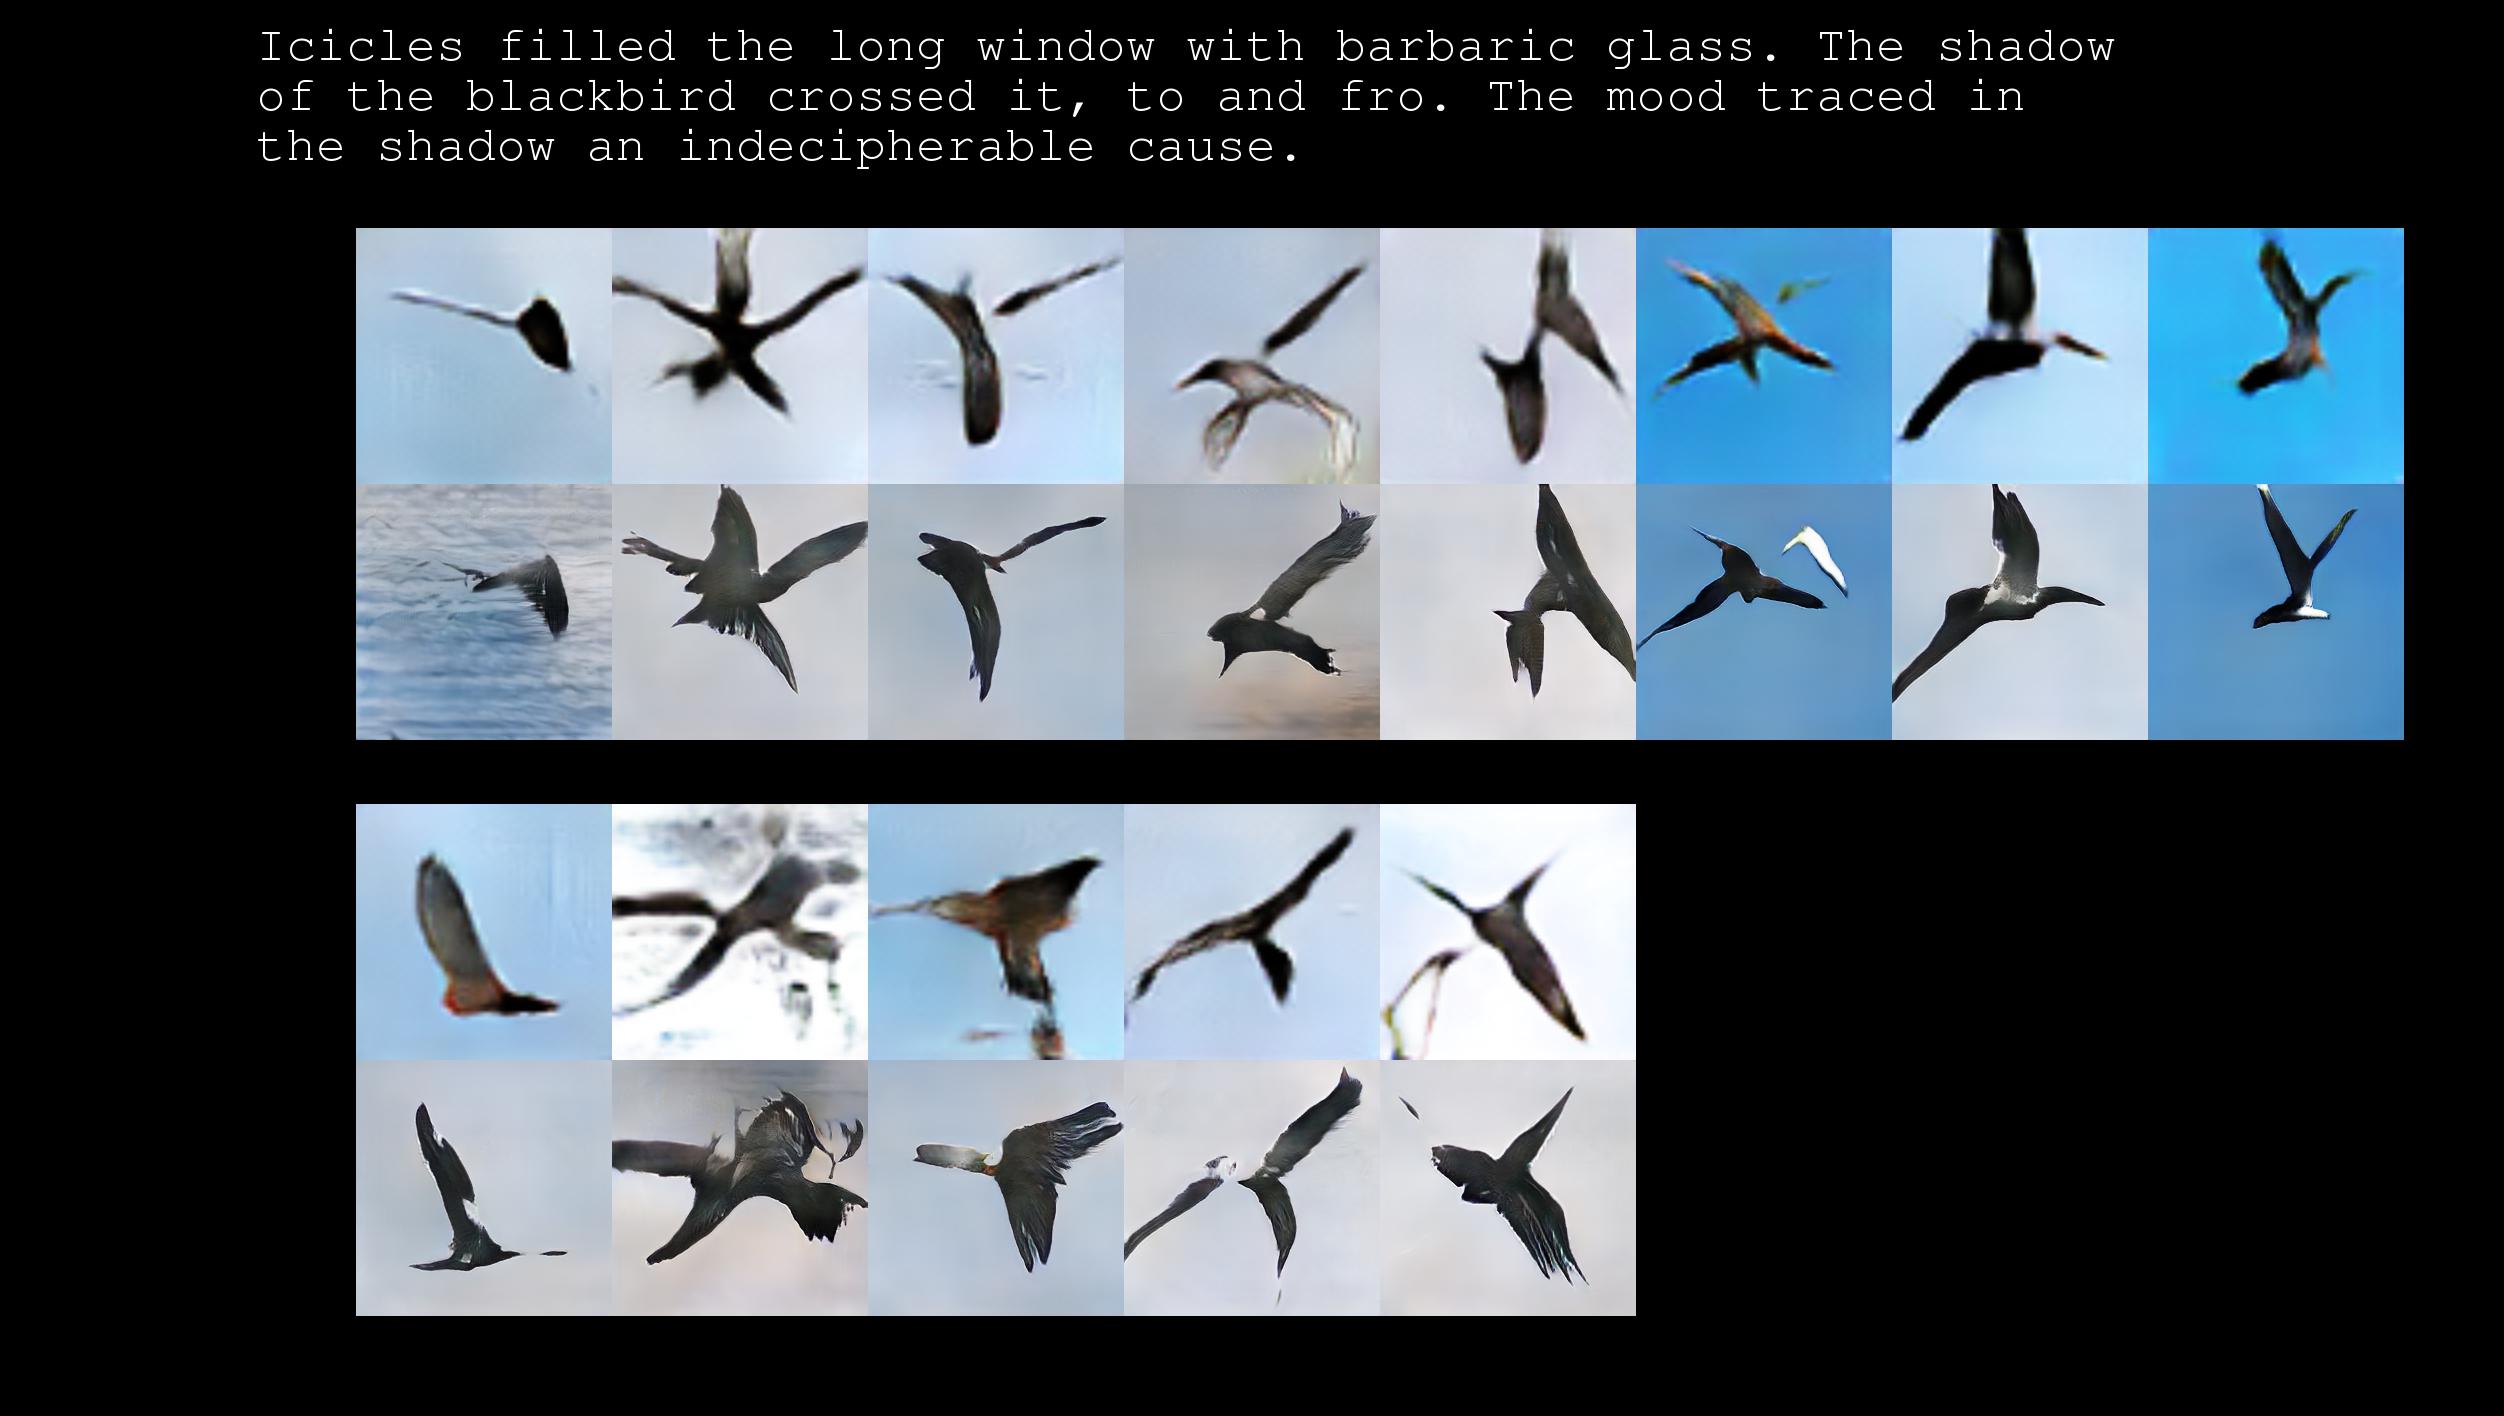 Icicles filled the long window with barbaric glass. The shadow
of the blackbird crossed it, to and fro. The mood traced in
the shadow an indecipherable cause.